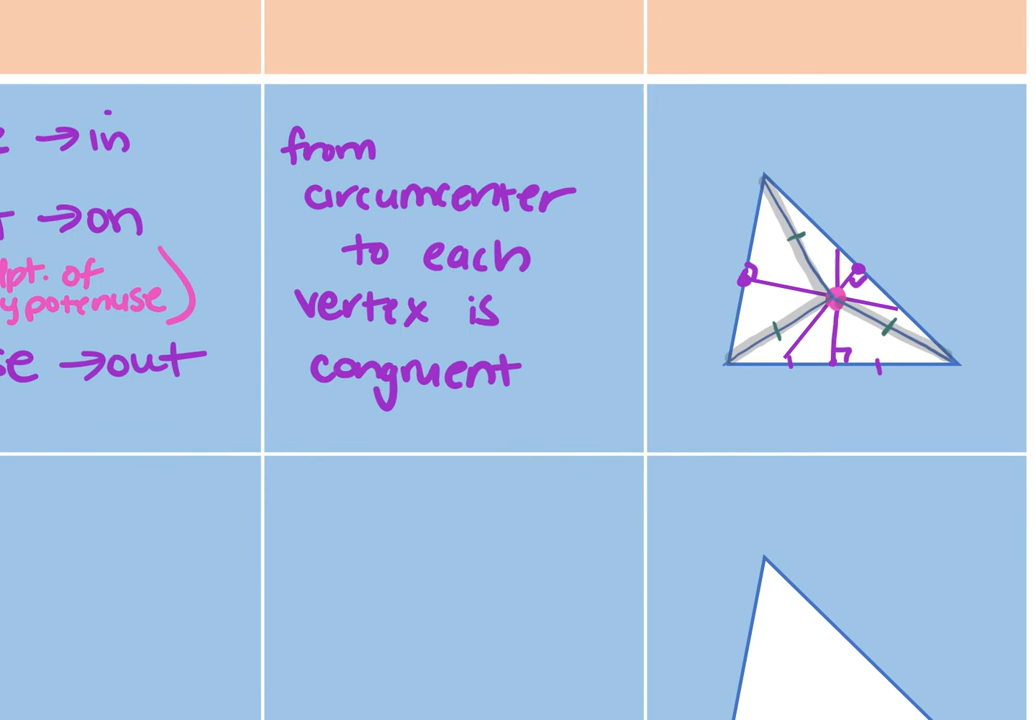 →in
→on
pt. of
ypotenuse)
se →out
from
circumcenter
to each
vertex is
congruent